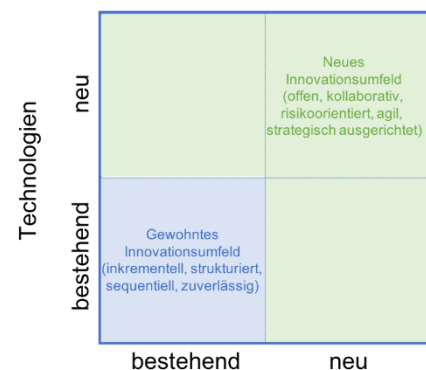 Technologien
neu
bestehend
Neues
Innovationsumfeld
(offen, kollaborativ,
risikoorientiert, agil,
strategisch ausgerichtet)
Gewohntes
Innovationsumfeld
(inkrementell, strukturiert,
sequentiell, zuverlässig)
bestehend
neu